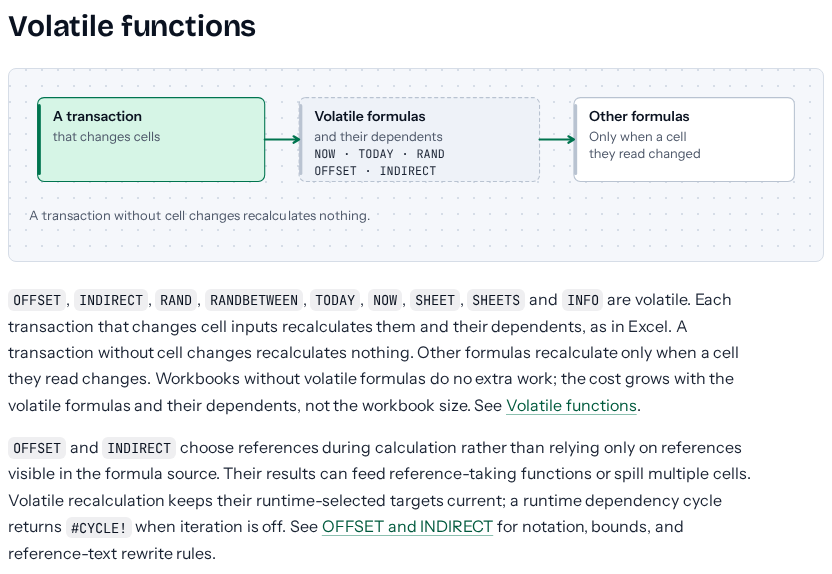 Volatile functions
A transaction
that changes cells
Volatile formulas
and their dependents
NOW · TODAY · RAND
OFFSET · INDIRECT
Other formulas
Only when a cell
they read changed
A transaction without cell changes recalculates nothing.
OFFSET, INDIRECT, RAND, RANDBETWEEN, TODAY, NOW, SHEET, SHEETS and INFO are volatile. Each
transaction that changes cell inputs recalculates them and their dependents, as in Excel. A
transaction without cell changes recalculates nothing. Other formulas recalculate only when a cell
they read changes. Workbooks without volatile formulas do no extra work; the cost grows with the
volatile formulas and their dependents, not the workbook size. See Volatile functions.
OFFSET and INDIRECT choose references during calculation rather than relying only on references
visible in the formula source. Their results can feed reference-taking functions or spill multiple cells.
Volatile recalculation keeps their runtime-selected targets current; a runtime dependency cycle
returns #CYCLE! when iteration is off. See OFFSET and INDIRECT for notation, bounds, and
reference-text rewrite rules.